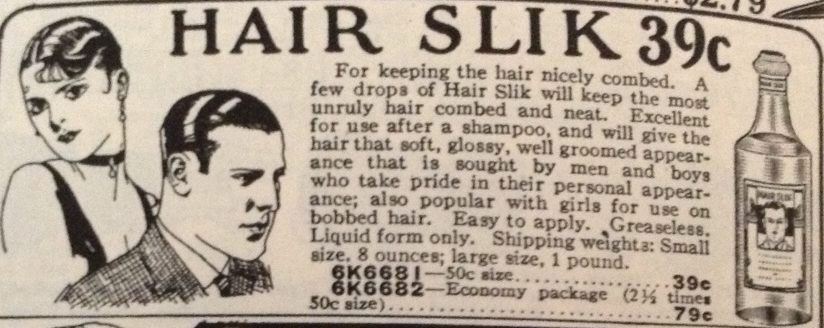 $2.79
HAIR SLIK 39c
For keeping the hair nicely combed. A
few drops of Hair Slik will keep the most
unruly hair combed and neat. Excellent
for use after a shampoo, and will give the
hair that soft, glossy, well groomed appear-
ance that is sought by men and boys
who take pride in their personal appear-
ance; also popular with girls for use on
bobbed hair. Easy to apply. Greaseless.
Liquid form only. Shipping weights: Small
size, 8 ounces; large size, 1 pound.
6K6681—50c size....................39c
6K6682—Economy package (2½ times
50c size)....................................79c
HAIR SLIK